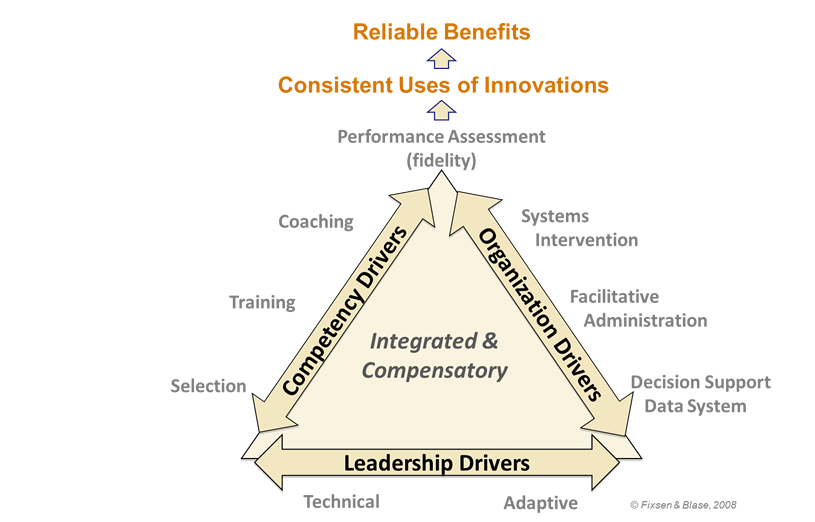 Reliable Benefits
Consistent Uses of Innovations
Performance Assessment
(fidelity)
Coaching
Training
Selection
Competency Drivers
Systems
Intervention
Facilitative
Administration
Decision Support
Data System
Organization Drivers
Integrated &
Compensatory
Leadership Drivers
Technical
Adaptive
© Fixsen & Blase, 2008